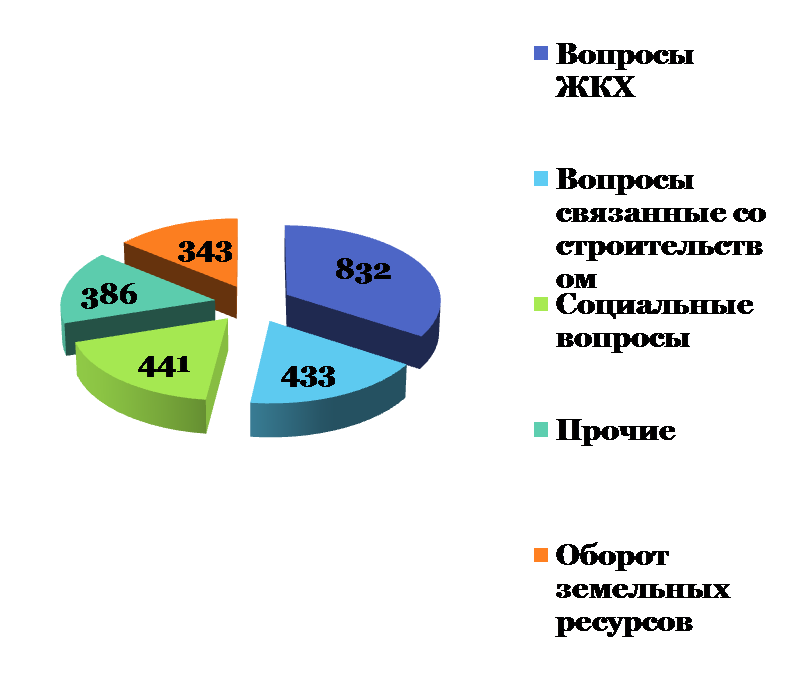 Вопросы
ЖКХ
Вопросы
связанные со
строительств
ом
Социальные
вопросы
Прочие
Оборот
земельных
ресурсов
343
832
386
441
433